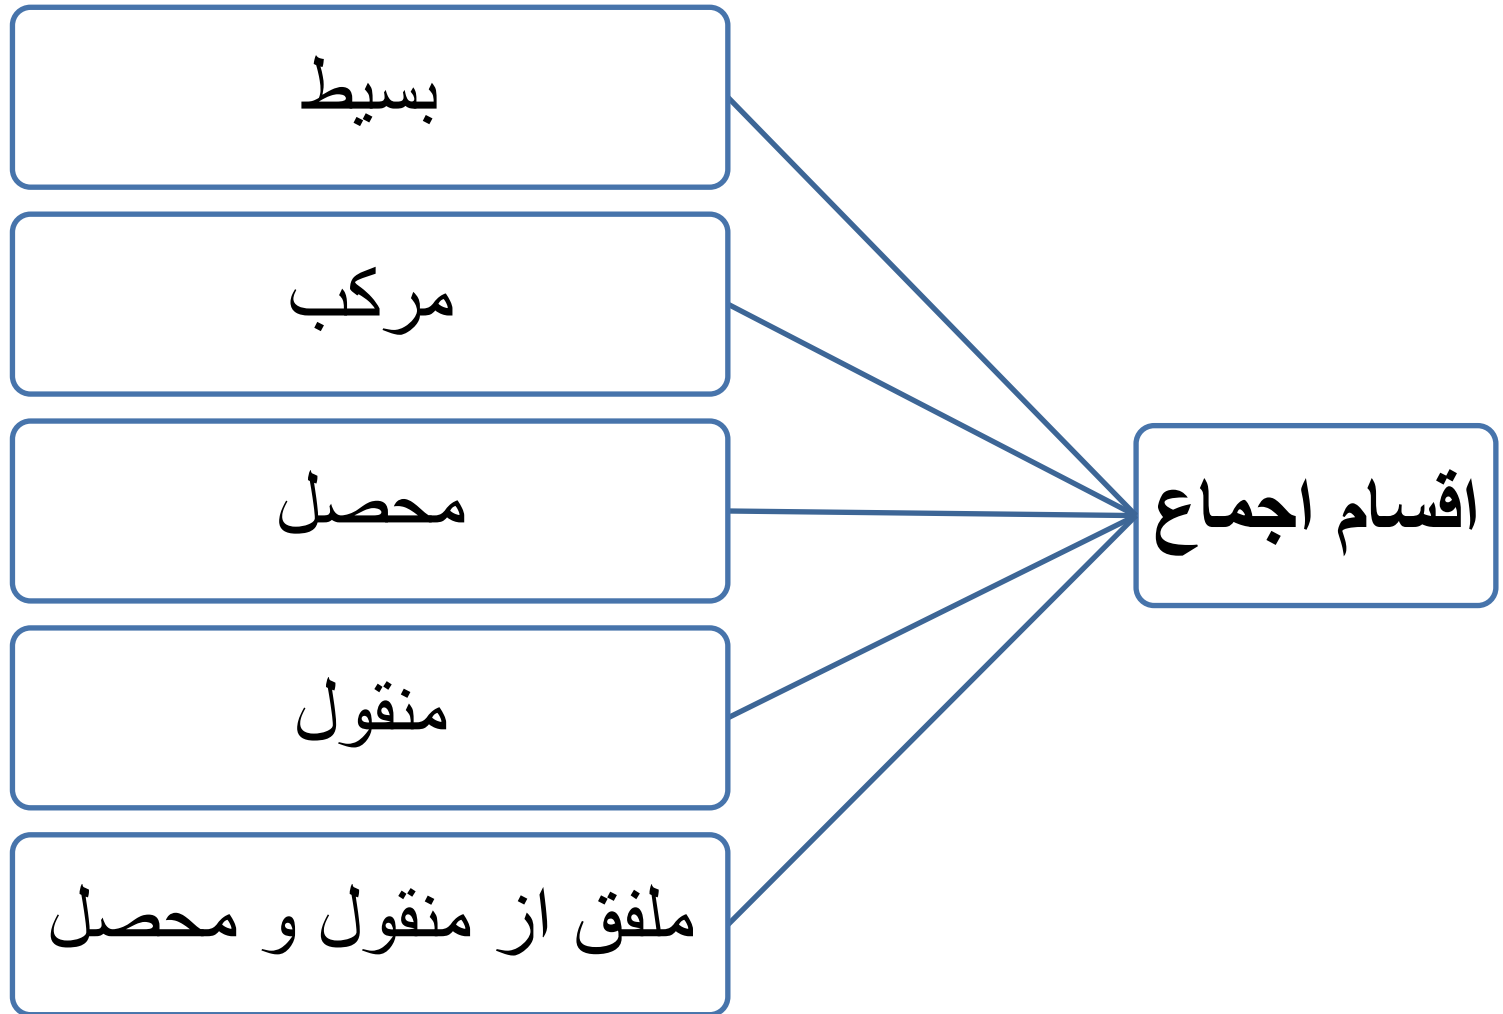 اقسام اجماع
بسیط
مرکب
محصل
منقول
ملفق از منقول و محصل